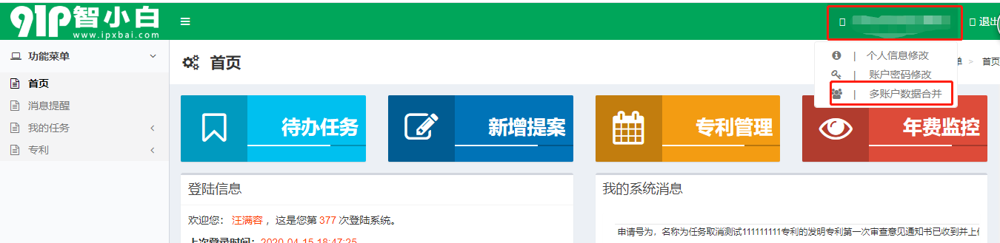 91P智小白
www.ipxbai.com
退出
功能菜单
首页
个人信息修改
单 > 首页
首页
账户密码修改
消息提醒
多账户数据合并
我的任务
专利
待办任务
新增提案
专利管理
年费监控
登陆信息
我的系统消息
欢迎您: 汪满容 ，这是您第 377 次登陆系统。
申请号为，名称为任务取消测试111111111专利的发明专利第一次审查意见通知书已收到并上传
上次登录时间：2020-04-15 18:47:25